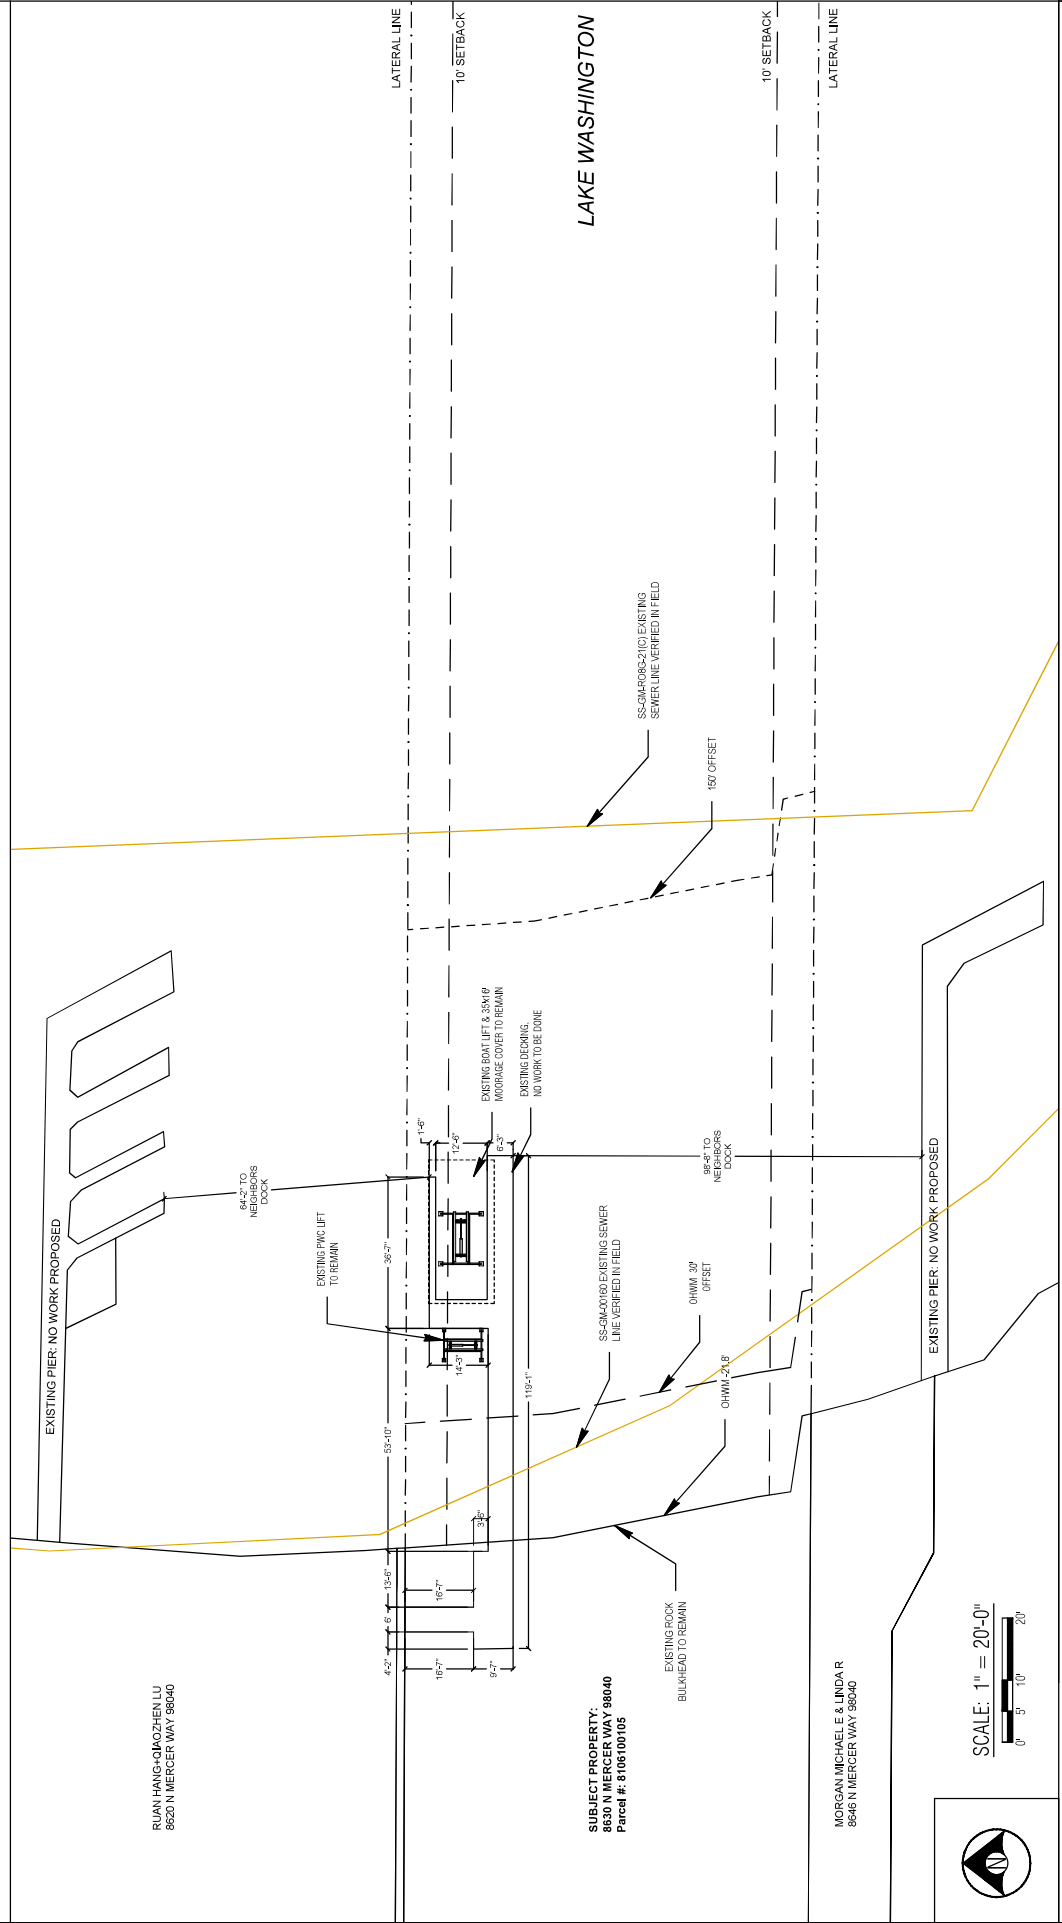 LATERAL LINE
10' SETBACK
LAKE WASHINGTON
10' SETBACK
LATERAL LINE
SS-GM-RO8G-21(C) EXISTING
SEWER LINE VERIFIED IN FIELD
150' OFFSET
EXISTING PIER: NO WORK PROPOSED
64'-2" TO
NEIGHBORS
DOCK
EXISTING PWC LIFT
TO REMAIN
EXISTING BOAT LIFT & 35'x16'
MOORAGE COVER TO REMAIN
EXISTING DECKING,
NO WORK TO BE DONE
1'-6"
12'-6"
6'-3"
36'-7"
14'-3"
53'-10"
119'-1"
3'-6"
13'-6"
16'-7"
6'
4'-2"
16'-7"
9'-7"
98'-8" TO
NEIGHBORS
DOCK
SS-GM-00160 EXISTING SEWER
LINE VERIFIED IN FIELD
OHWM 30'
OFFSET
OHWM -21.8'
EXISTING PIER: NO WORK PROPOSED
EXISTING ROCK
BULKHEAD TO REMAIN
RUAN HANG+QIAOZHEN LU
8620 N MERCER WAY 98040
SUBJECT PROPERTY:
8630 N MERCER WAY 98040
Parcel #: 8106100105
MORGAN MICHAEL E & LINDA R
8646 N MERCER WAY 98040
SCALE: 1" = 20'-0"
0' 5' 10' 20'
N